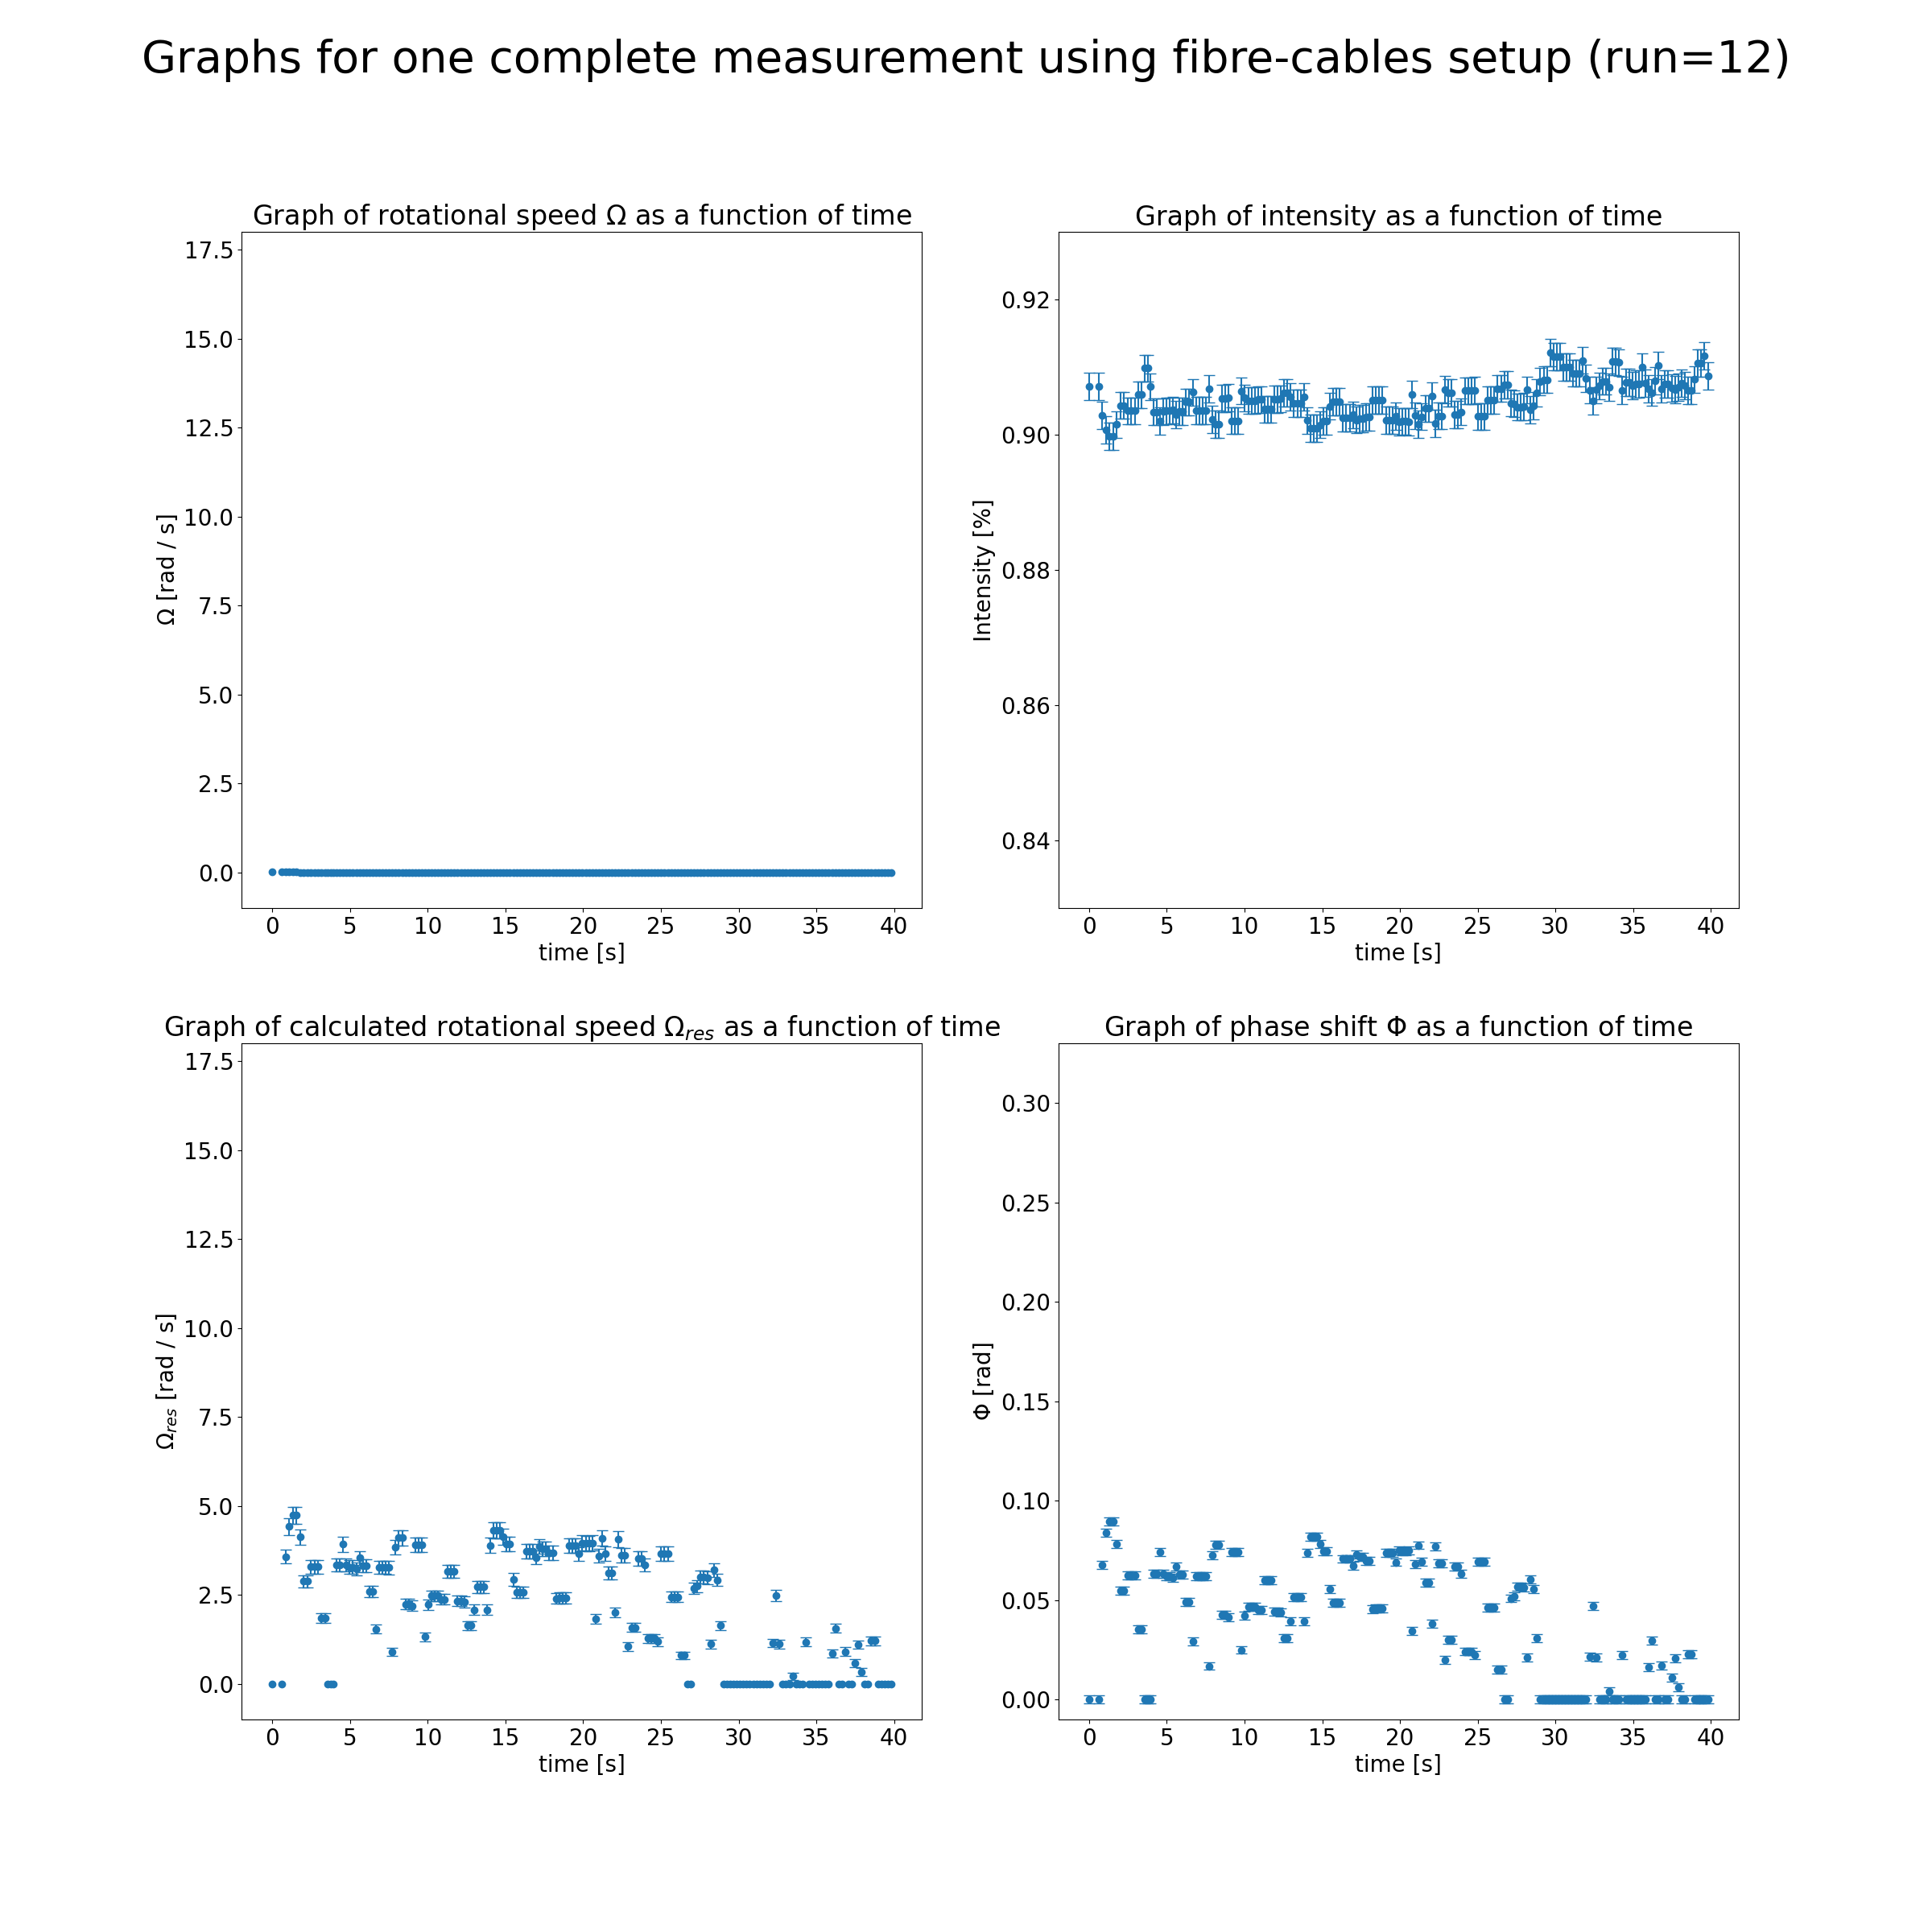 Graphs for one complete measurement using fibre-cables setup (run=12)
Graph of rotational speed Ω as a function of time
17.5
15.0
12.5
10.0
7.5
5.0
2.5
0.0
Ω [rad / s]
0 5 10 15 20 25 30 35 40
time [s]
Graph of intensity as a function of time
0.92
0.90
0.88
0.86
0.84
Intensity [%]
0 5 10 15 20 25 30 35 40
time [s]
Graph of calculated rotational speed Ωres as a function of time
17.5
15.0
12.5
10.0
7.5
5.0
2.5
0.0
Ωres [rad / s]
0 5 10 15 20 25 30 35 40
time [s]
Graph of phase shift Φ as a function of time
0.30
0.25
0.20
0.15
0.10
0.05
0.00
Φ [rad]
0 5 10 15 20 25 30 35 40
time [s]